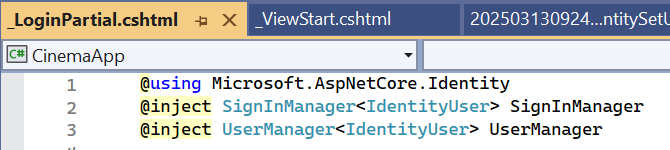 _LoginPartial.cshtml
_ViewStart.cshtml
202503130924...ntitySetU
C# CinemaApp
1 @using Microsoft.AspNetCore.Identity
2 @inject SignInManager<IdentityUser> SignInManager
3 @inject UserManager<IdentityUser> UserManager